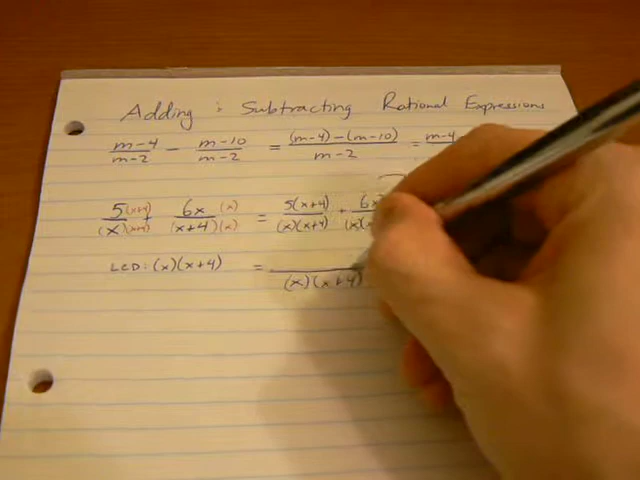 Adding : Subtracting Rational Expressions
m-4/m-2 - m-10/m-2 = (m-4)-(m-10)/m-2 = m-4
5(x+4)/(x)(x+4) + 6x(x)/(x+4)(x) = 5(x+4)/(x)(x+4) + 6x
LCD: (x)(x+4) = /(x)(x+4)